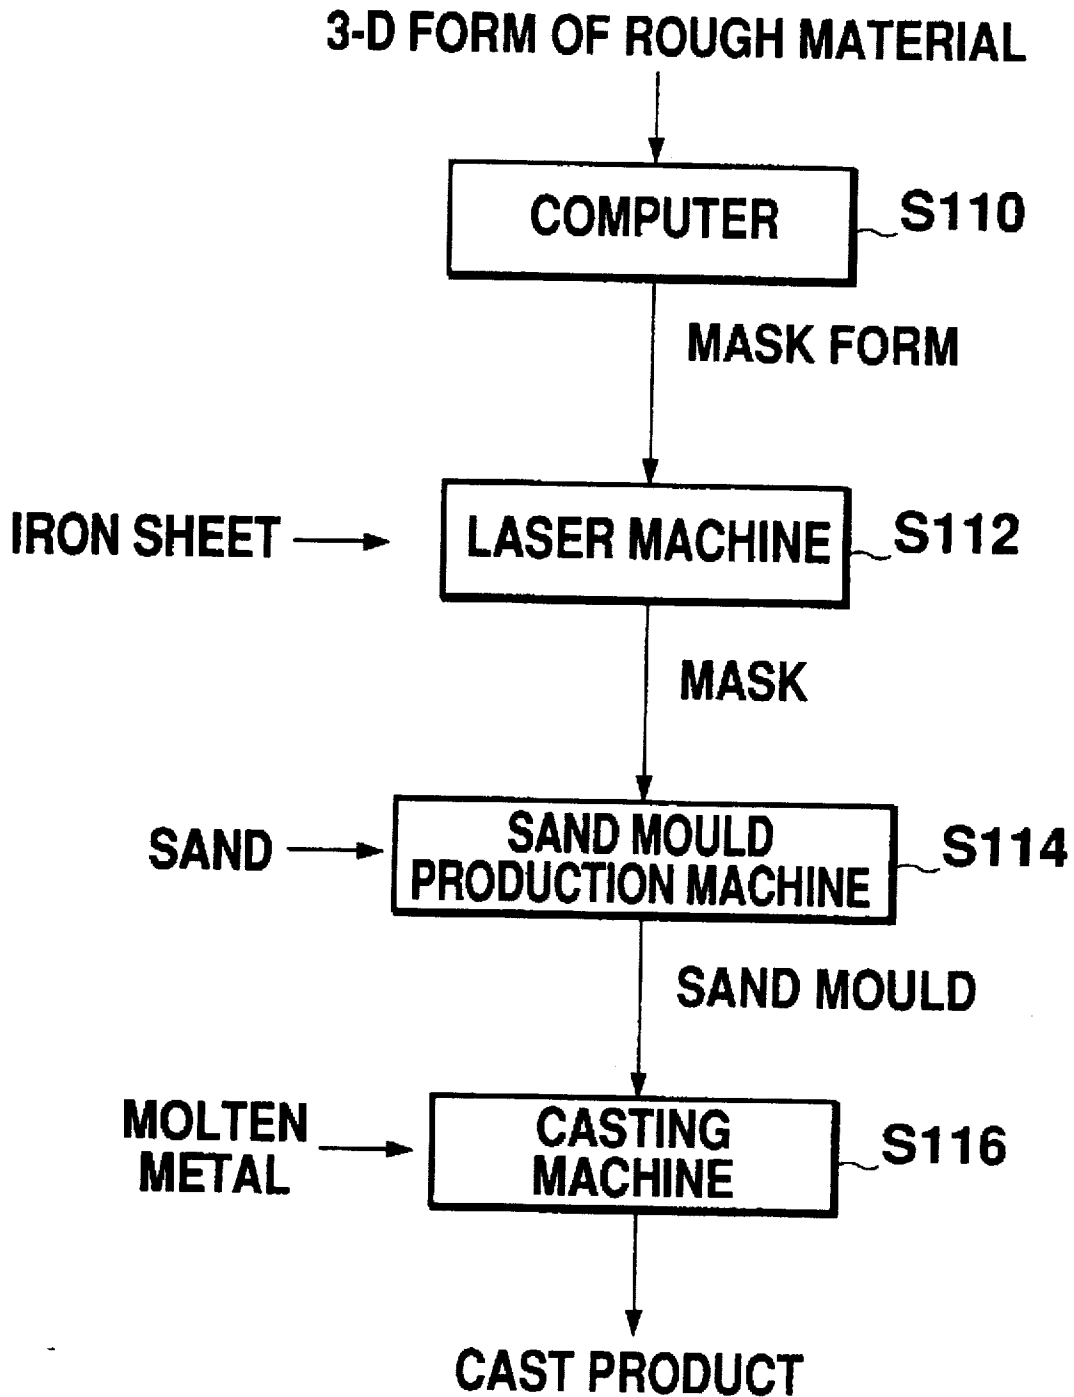 3-D FORM OF ROUGH MATERIAL
COMPUTER
S110
MASK FORM
IRON SHEET
LASER MACHINE
S112
MASK
SAND
SAND MOULD
PRODUCTION MACHINE
S114
SAND MOULD
MOLTEN
METAL
CASTING
MACHINE
S116
CAST PRODUCT